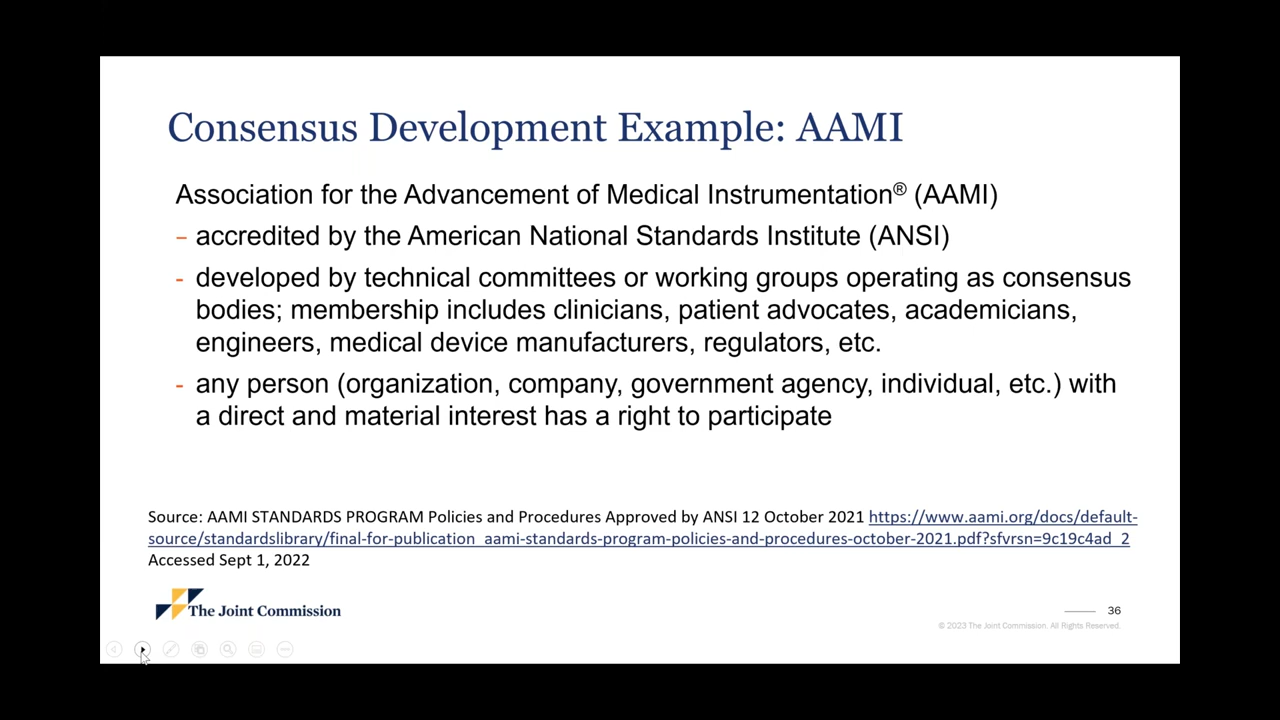 Consensus Development Example: AAMI
Association for the Advancement of Medical Instrumentation® (AAMI)
– accredited by the American National Standards Institute (ANSI)
- developed by technical committees or working groups operating as consensus
bodies; membership includes clinicians, patient advocates, academicians,
engineers, medical device manufacturers, regulators, etc.
- any person (organization, company, government agency, individual, etc.) with
a direct and material interest has a right to participate
Source: AAMI STANDARDS PROGRAM Policies and Procedures Approved by ANSI 12 October 2021 https://www.aami.org/docs/default-
source/standardslibrary/final-for-publication_aami-standards-program-policies-and-procedures-october-2021.pdf?sfvrsn=9c19c4ad_2
Accessed Sept 1, 2022
The Joint Commission
36
© 2023 The Joint Commission. All Rights Reserved.